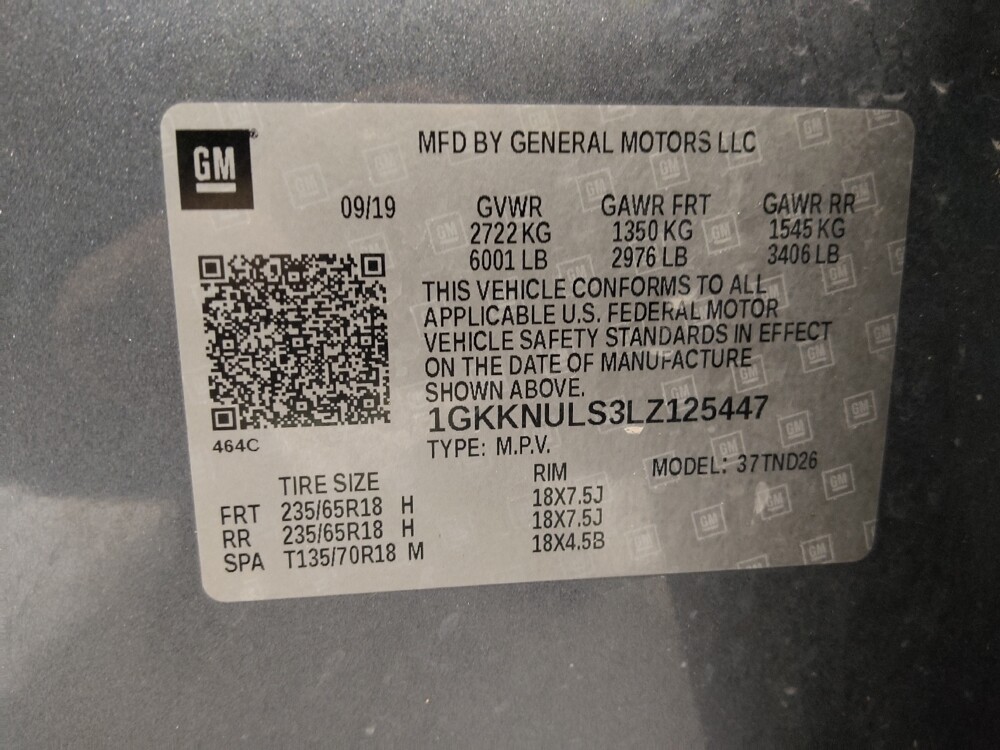 GM
MFD BY GENERAL MOTORS LLC
09/19 GVWR GAWR FRT GAWR RR
2722 KG 1350 KG 1545 KG
6001 LB 2976 LB 3406 LB
THIS VEHICLE CONFORMS TO ALL
APPLICABLE U.S. FEDERAL MOTOR
VEHICLE SAFETY STANDARDS IN EFFECT
ON THE DATE OF MANUFACTURE
SHOWN ABOVE.
1GKKNULS3LZ125447
464C
TYPE: M.P.V.
MODEL: 37TND26
TIRE SIZE RIM
FRT 235/65R18 H 18X7.5J
RR 235/65R18 H 18X7.5J
SPA T135/70R18 M 18X4.5B